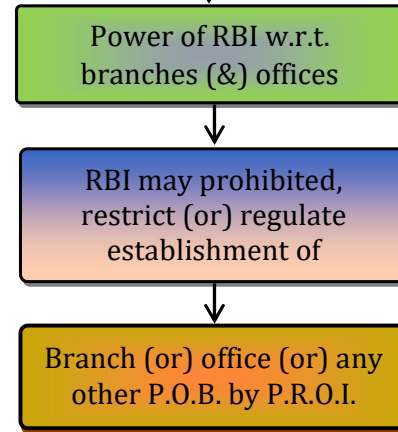 Power of RBI w.r.t.
branches (&) offices
RBI may prohibited,
restrict (or) regulate
establishment of
Branch (or) office (or) any
other P.O.B. by P.R.O.I.